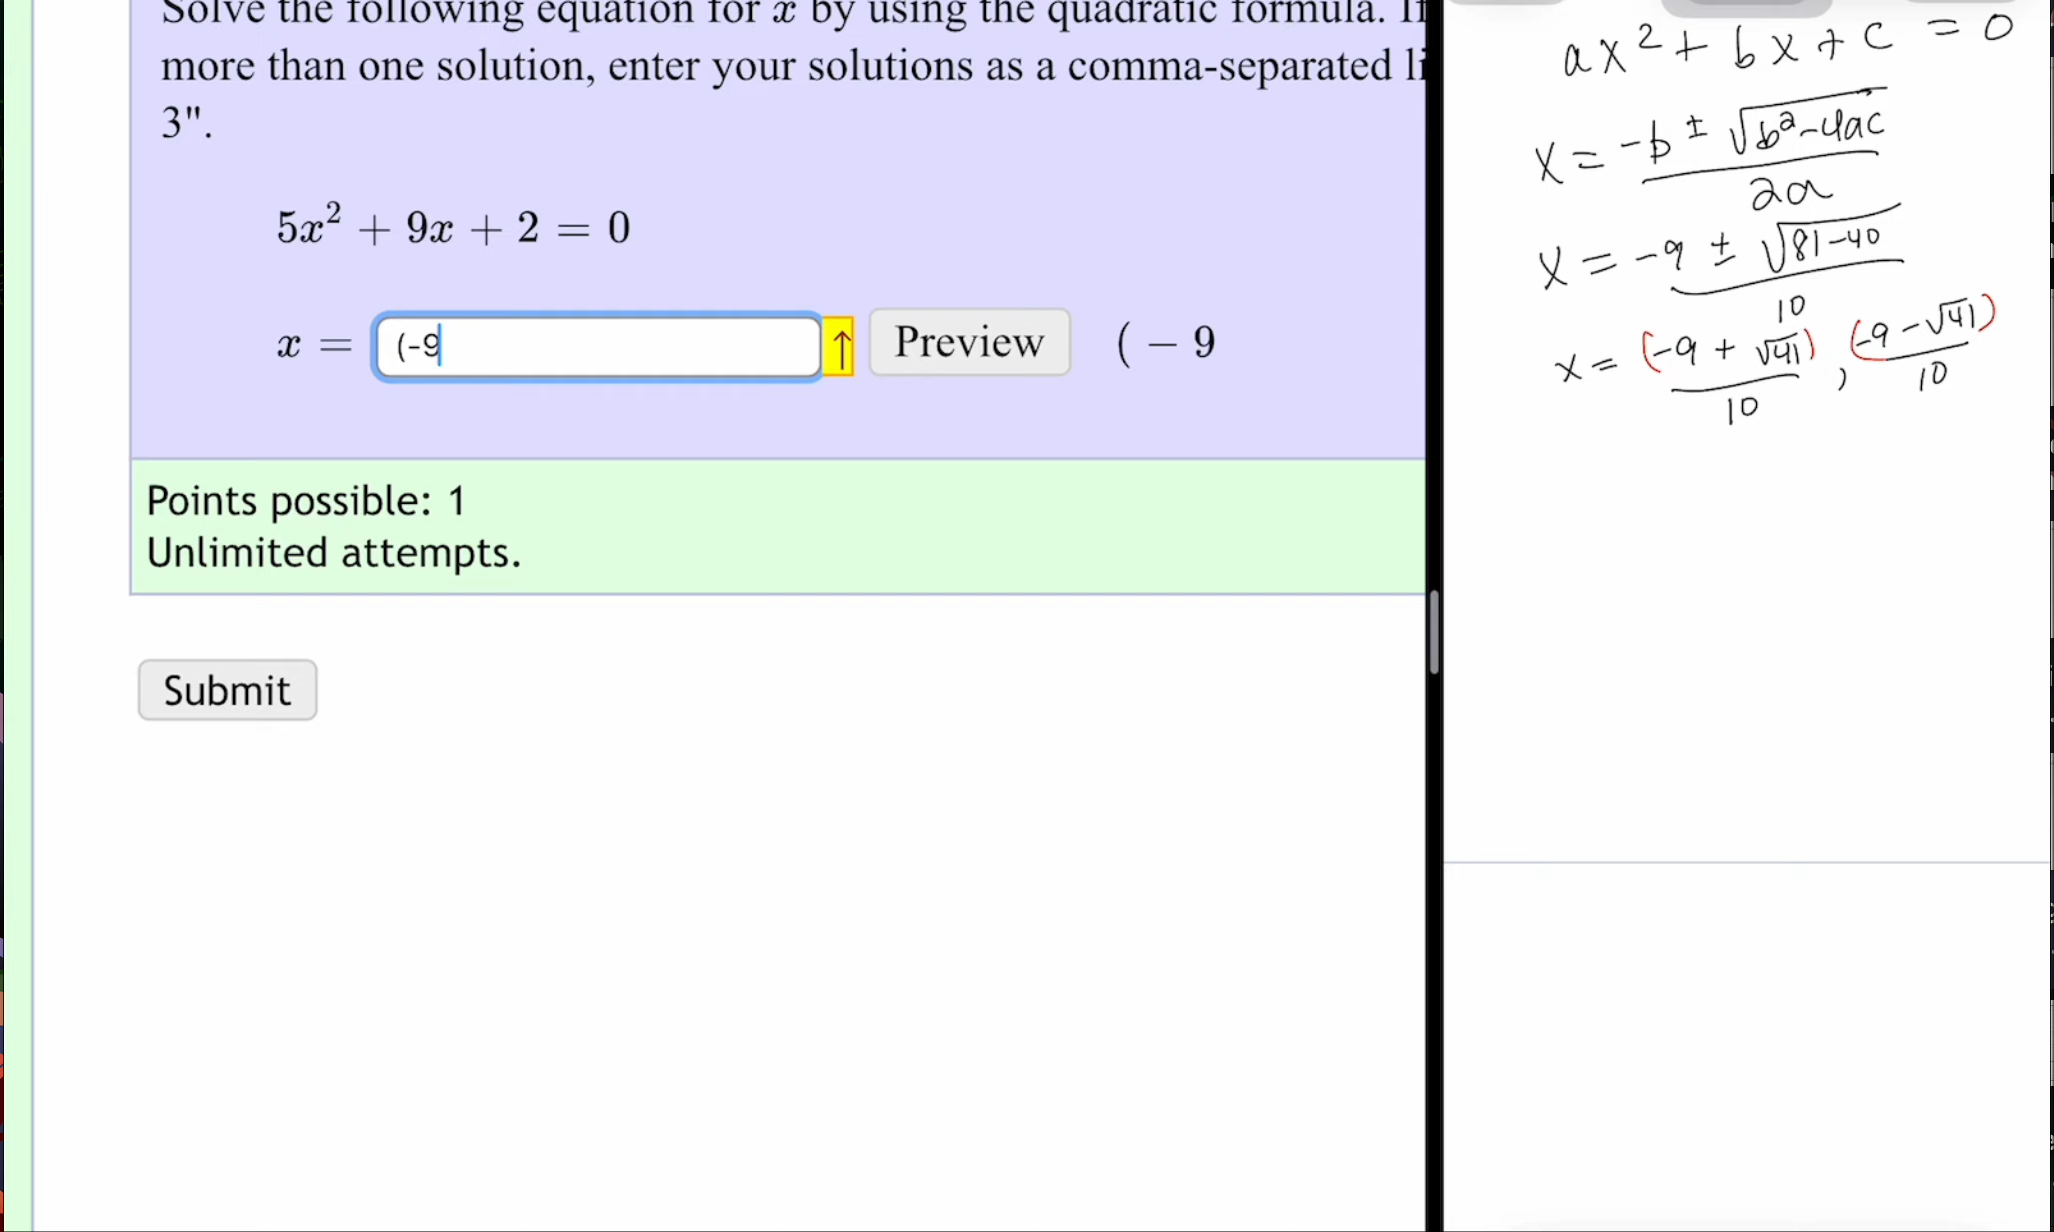 Solve the following equation for x by using the quadratic formula. If
more than one solution, enter your solutions as a comma-separated li
3".
5x² + 9x + 2 = 0
x = (-9 ↑ Preview ( − 9
Points possible: 1
Unlimited attempts.
Submit
ax² + bx + c = 0
x = -b ± √b²-4ac
2a
x = -9 ± √81-40
10
x = (-9 + √41) , (-9 - √41)
10 10